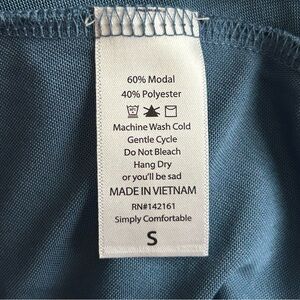 60% Modal
40% Polyester
Machine Wash Cold
Gentle Cycle
Do Not Bleach
Hang Dry
or you'll be sad
MADE IN VIETNAM
RN#142161
Simply Comfortable
S